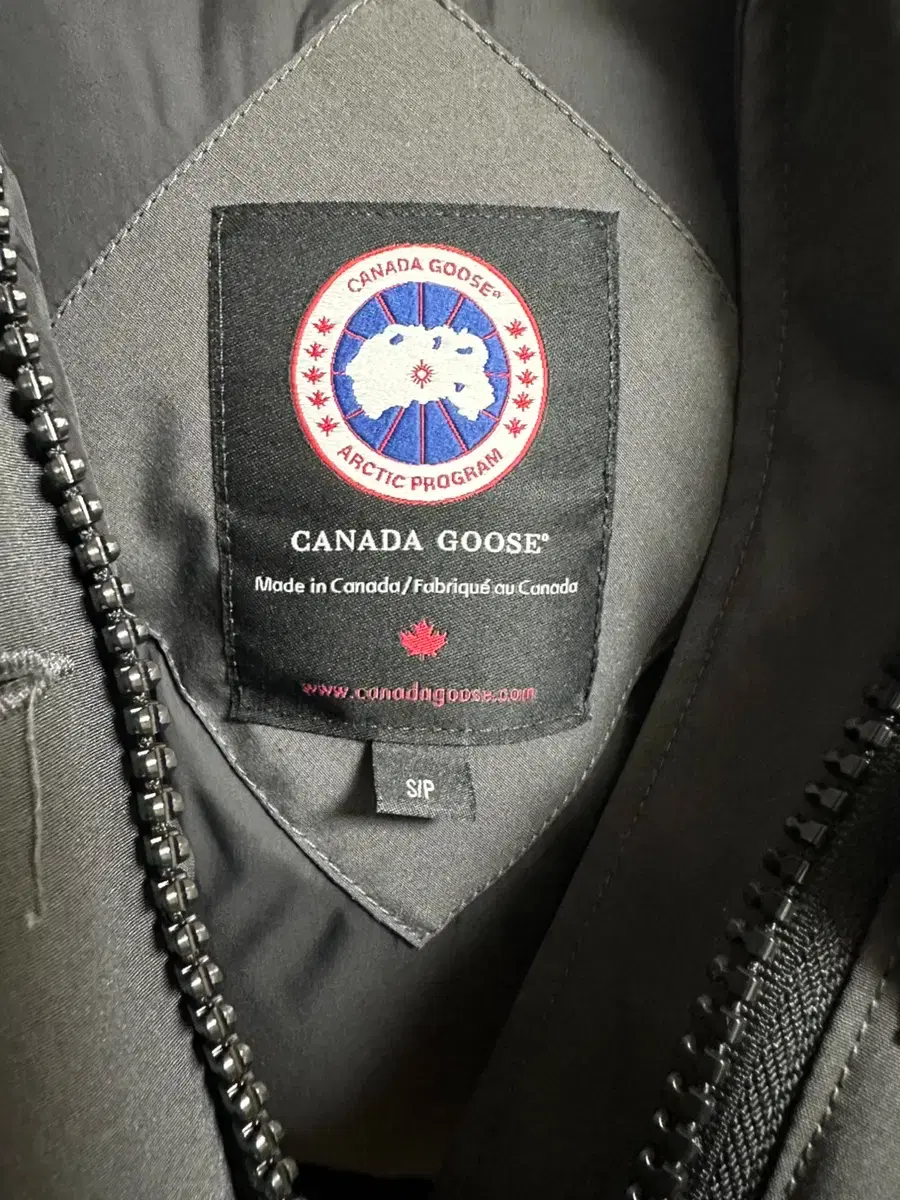 CANADA GOOSE®
ARCTIC PROGRAM
CANADA GOOSE®
Made in Canada/Fabriqué au Canada
www.canadagoose.com
S/P